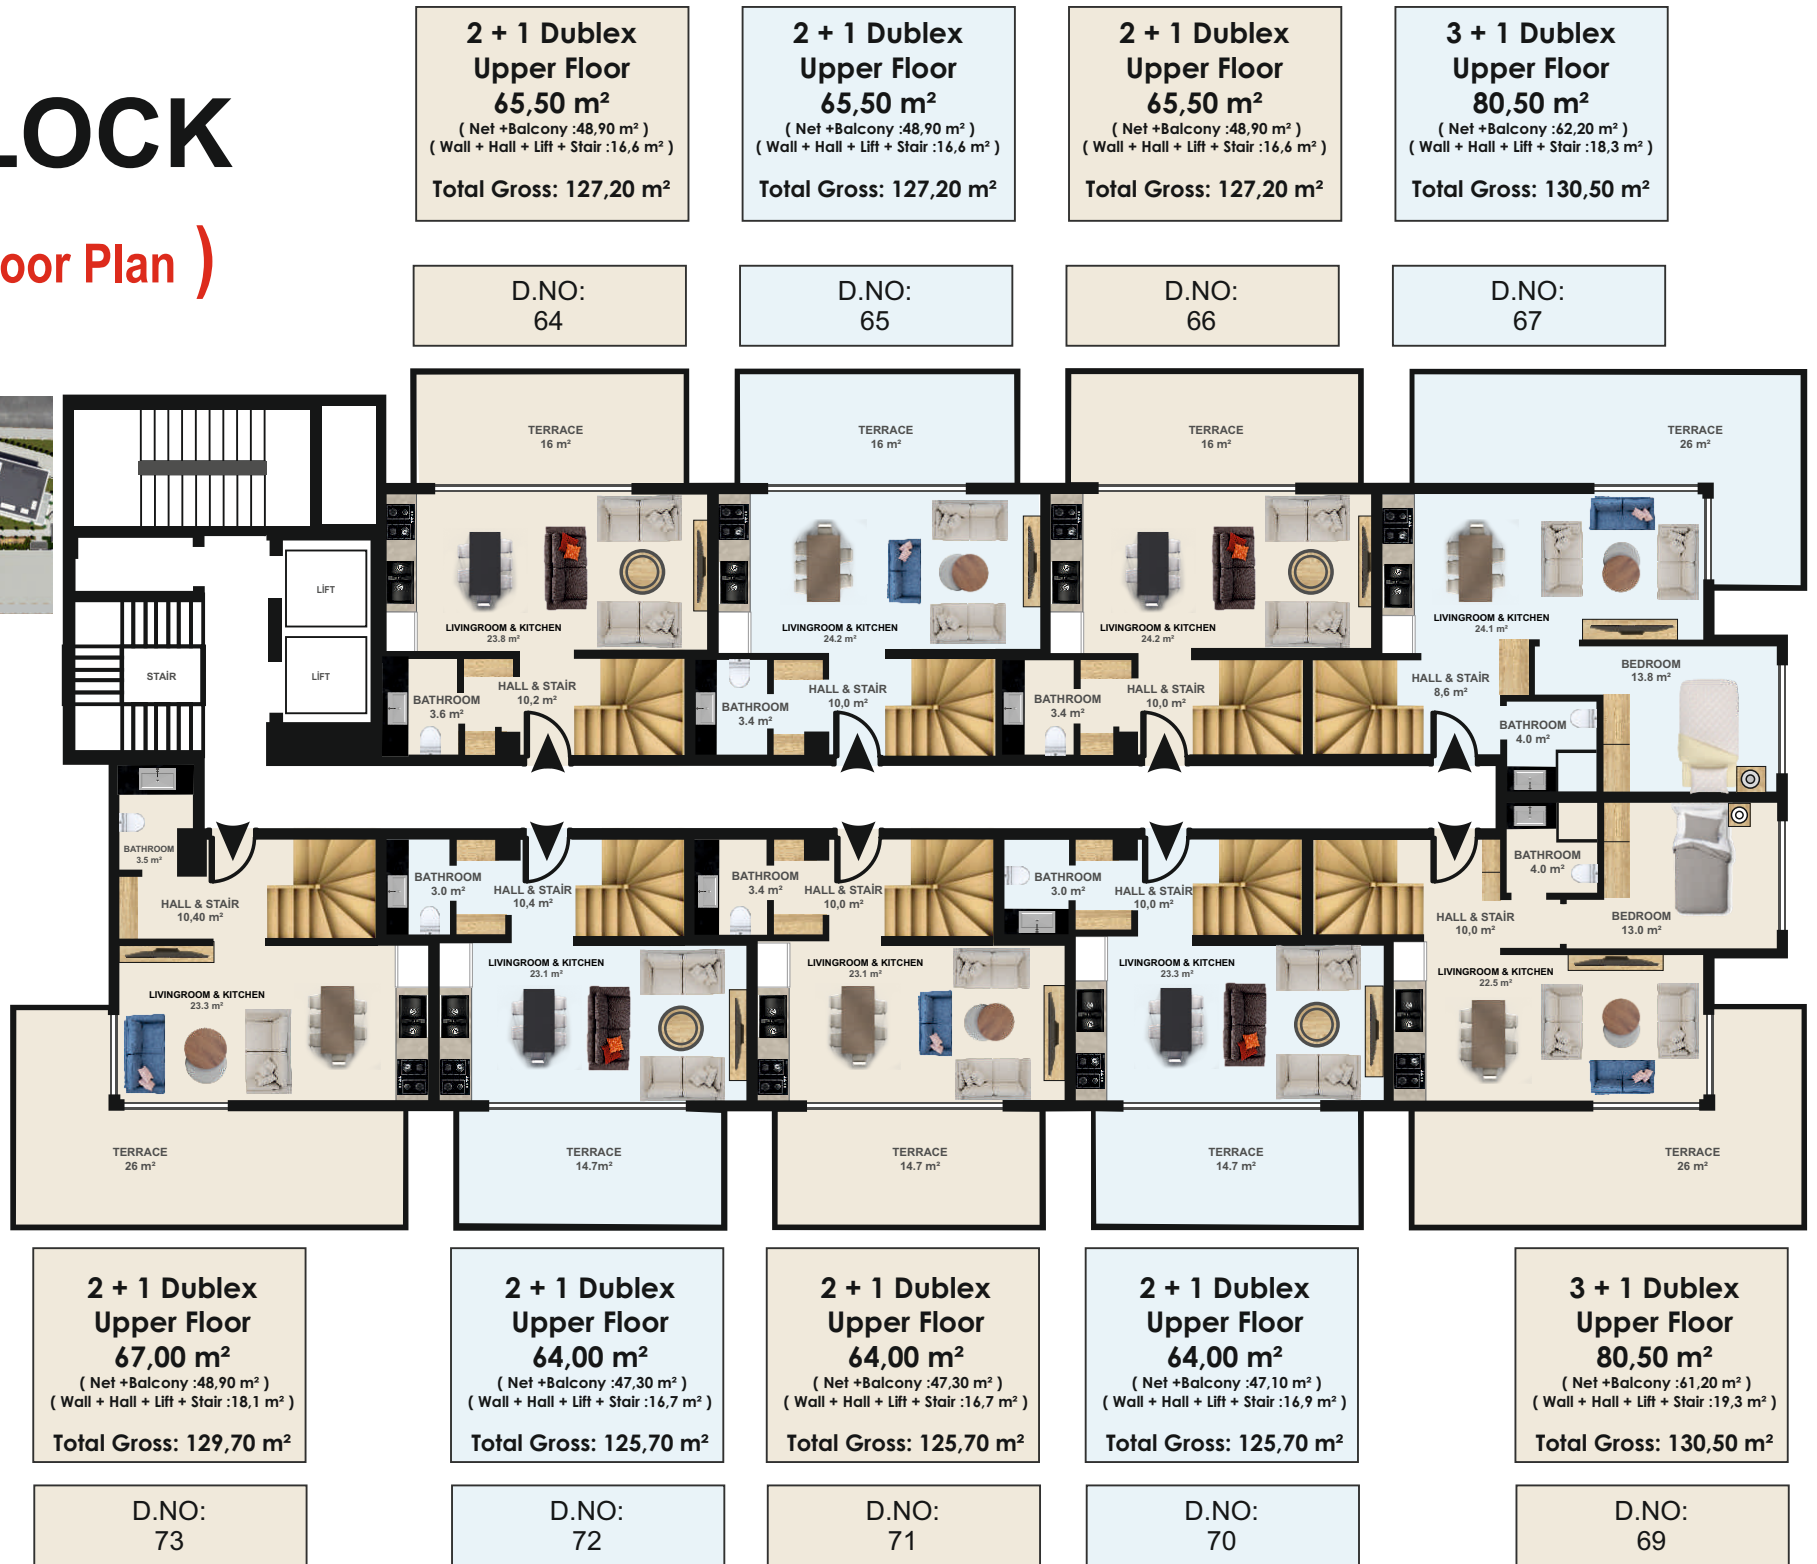 LOCK
oor Plan )
2 + 1 Dublex
Upper Floor
65,50 m²
( Net +Balcony :48,90 m² )
( Wall + Hall + Lift + Stair :16,6 m² )
Total Gross: 127,20 m²
2 + 1 Dublex
Upper Floor
65,50 m²
( Net +Balcony :48,90 m² )
( Wall + Hall + Lift + Stair :16,6 m² )
Total Gross: 127,20 m²
2 + 1 Dublex
Upper Floor
65,50 m²
( Net +Balcony :48,90 m² )
( Wall + Hall + Lift + Stair :16,6 m² )
Total Gross: 127,20 m²
3 + 1 Dublex
Upper Floor
80,50 m²
( Net +Balcony :62,20 m² )
( Wall + Hall + Lift + Stair :18,3 m² )
Total Gross: 130,50 m²
D.NO:
64
D.NO:
65
D.NO:
66
D.NO:
67
TERRACE
16 m²
TERRACE
16 m²
TERRACE
16 m²
TERRACE
26 m²
LİFT
LİFT
STAİR
LIVINGROOM & KITCHEN
23.8 m²
LIVINGROOM & KITCHEN
24.2 m²
LIVINGROOM & KITCHEN
24.2 m²
LIVINGROOM & KITCHEN
24.1 m²
BATHROOM
3.6 m²
HALL & STAİR
10,2 m²
BATHROOM
3.4 m²
HALL & STAİR
10,0 m²
BATHROOM
3.4 m²
HALL & STAİR
10,0 m²
HALL & STAİR
8,6 m²
BATHROOM
4.0 m²
BEDROOM
13.8 m²
BATHROOM
3.5 m²
HALL & STAİR
10,40 m²
BATHROOM
3.0 m²
HALL & STAİR
10,4 m²
BATHROOM
3.4 m²
HALL & STAİR
10,0 m²
BATHROOM
3.0 m²
HALL & STAİR
10,0 m²
HALL & STAİR
10,0 m²
BATHROOM
4.0 m²
BEDROOM
13.0 m²
LIVINGROOM & KITCHEN
23.3 m²
LIVINGROOM & KITCHEN
23.1 m²
LIVINGROOM & KITCHEN
23.1 m²
LIVINGROOM & KITCHEN
23.3 m²
LIVINGROOM & KITCHEN
22.5 m²
TERRACE
26 m²
TERRACE
14.7m²
TERRACE
14.7 m²
TERRACE
14.7 m²
TERRACE
26 m²
2 + 1 Dublex
Upper Floor
67,00 m²
( Net +Balcony :48,90 m² )
( Wall + Hall + Lift + Stair :18,1 m² )
Total Gross: 129,70 m²
2 + 1 Dublex
Upper Floor
64,00 m²
( Net +Balcony :47,30 m² )
( Wall + Hall + Lift + Stair :16,7 m² )
Total Gross: 125,70 m²
2 + 1 Dublex
Upper Floor
64,00 m²
( Net +Balcony :47,30 m² )
( Wall + Hall + Lift + Stair :16,7 m² )
Total Gross: 125,70 m²
2 + 1 Dublex
Upper Floor
64,00 m²
( Net +Balcony :47,10 m² )
( Wall + Hall + Lift + Stair :16,9 m² )
Total Gross: 125,70 m²
3 + 1 Dublex
Upper Floor
80,50 m²
( Net +Balcony :61,20 m² )
( Wall + Hall + Lift + Stair :19,3 m² )
Total Gross: 130,50 m²
D.NO:
73
D.NO:
72
D.NO:
71
D.NO:
70
D.NO:
69